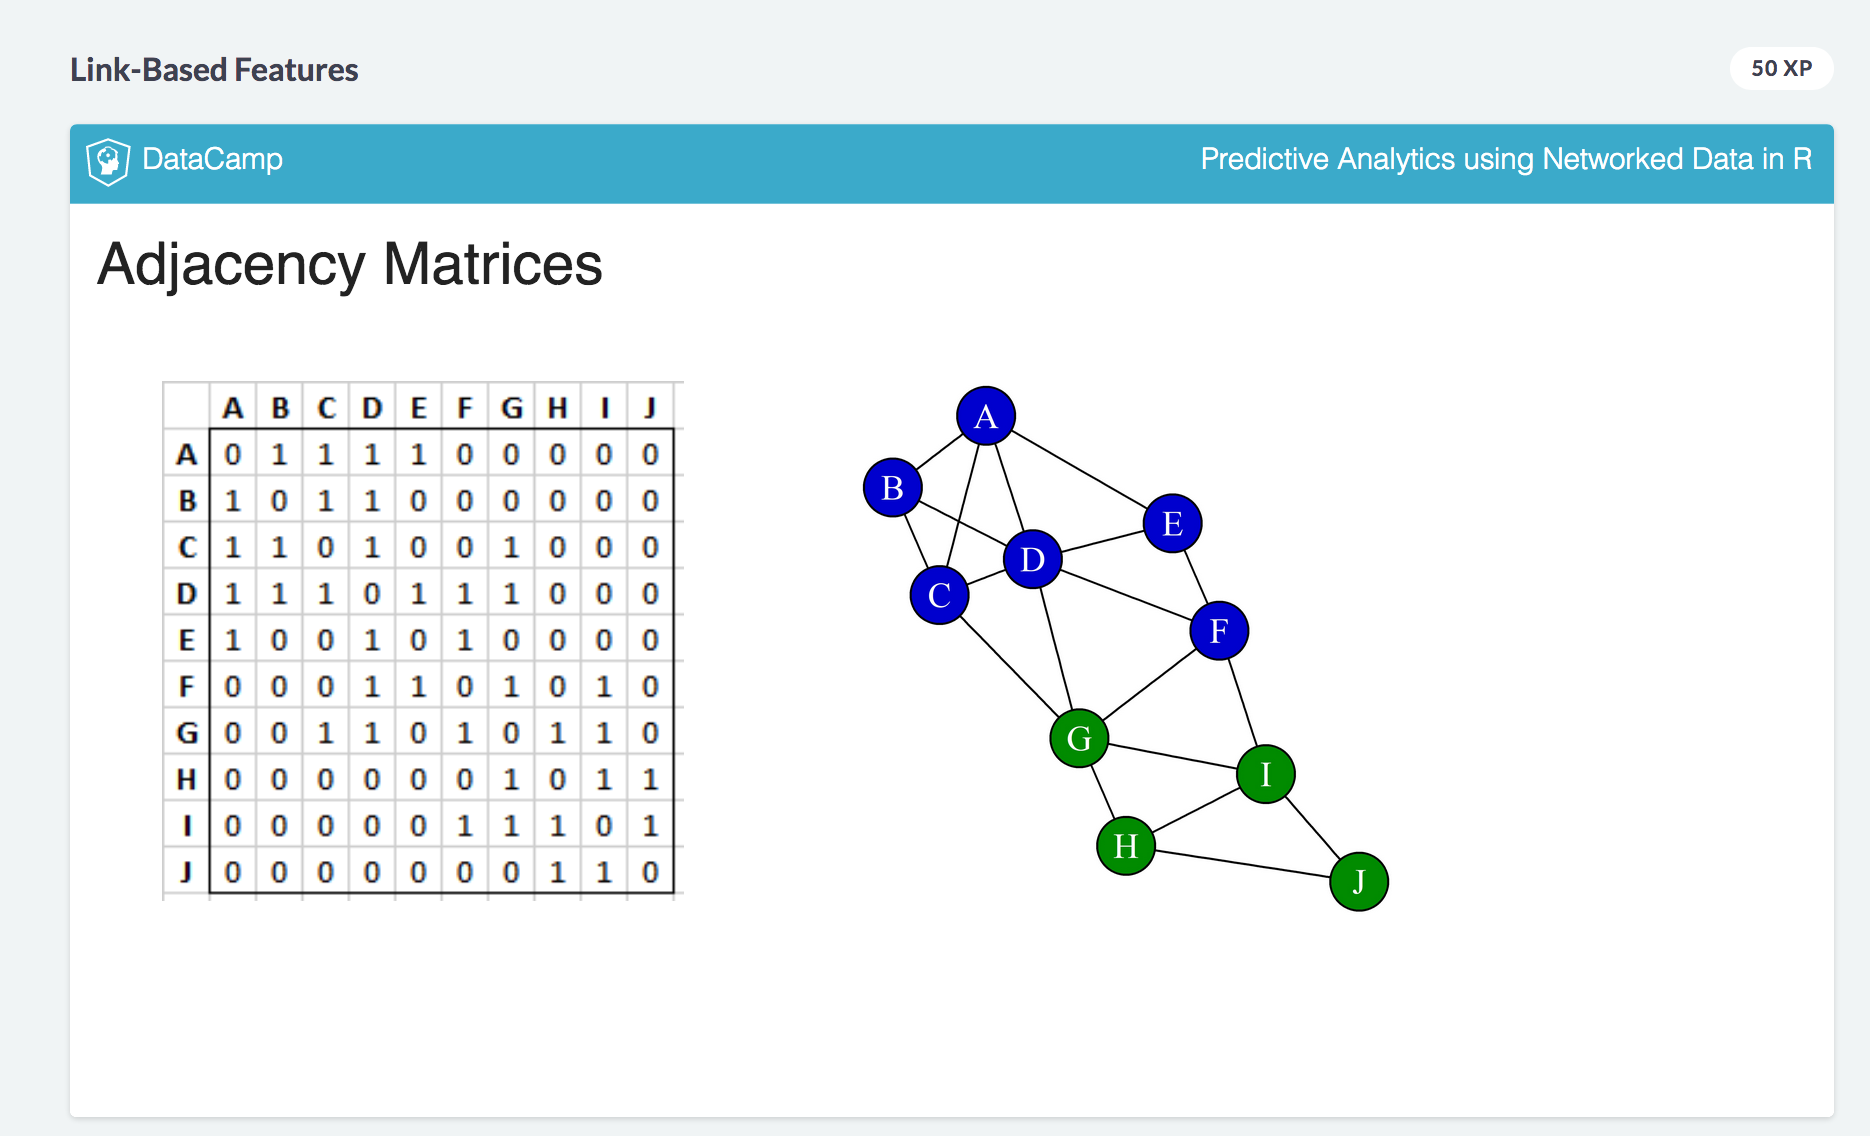 Link-Based Features
50 XP
DataCamp
Predictive Analytics using Networked Data in R
Adjacency Matrices
A B C D E F G H I J
A 0 1 1 1 1 0 0 0 0 0
B 1 0 1 1 0 0 0 0 0 0
C 1 1 0 1 0 0 1 0 0 0
D 1 1 1 0 1 1 1 0 0 0
E 1 0 0 1 0 1 0 0 0 0
F 0 0 0 1 1 0 1 0 1 0
G 0 0 1 1 0 1 0 1 1 0
H 0 0 0 0 0 0 1 0 1 1
I 0 0 0 0 0 1 1 1 0 1
J 0 0 0 0 0 0 0 1 1 0
A
B
E
D
C
F
G
I
H
J